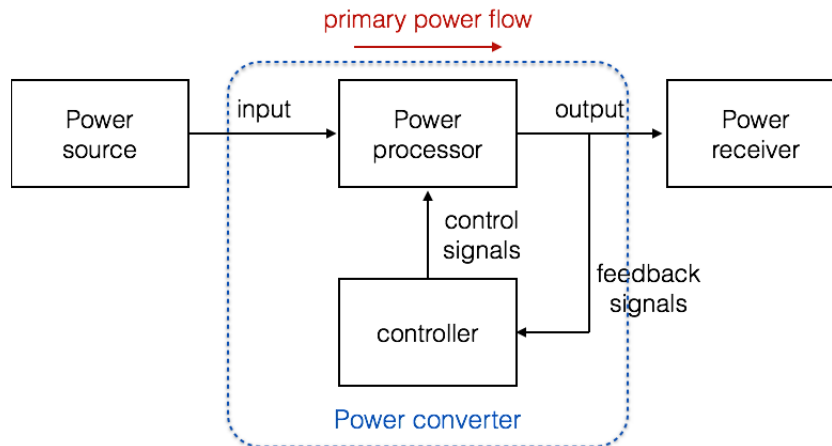 primary power flow
Power
source
input
Power
processor
output
Power
receiver
control
signals
feedback
signals
controller
Power converter